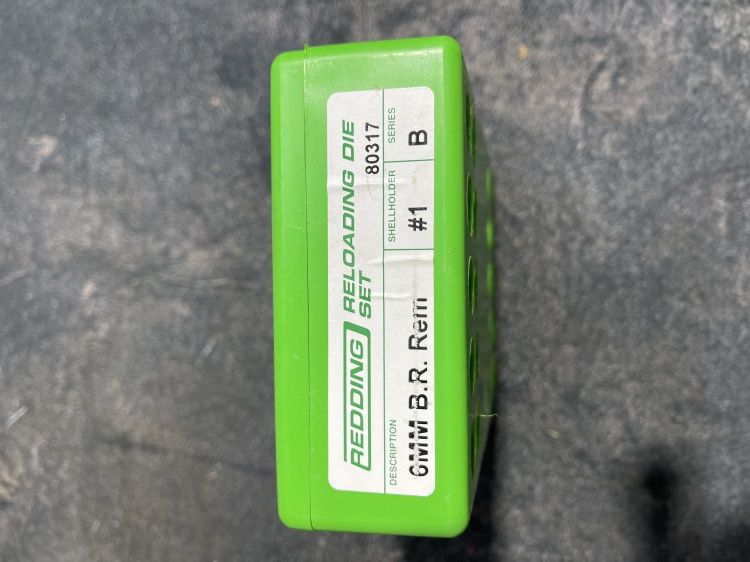 REDDING RELOADING DIE
SET
80317
DESCRIPTION SHELLHOLDER SERIES
6MM B.R. Rem #1 B